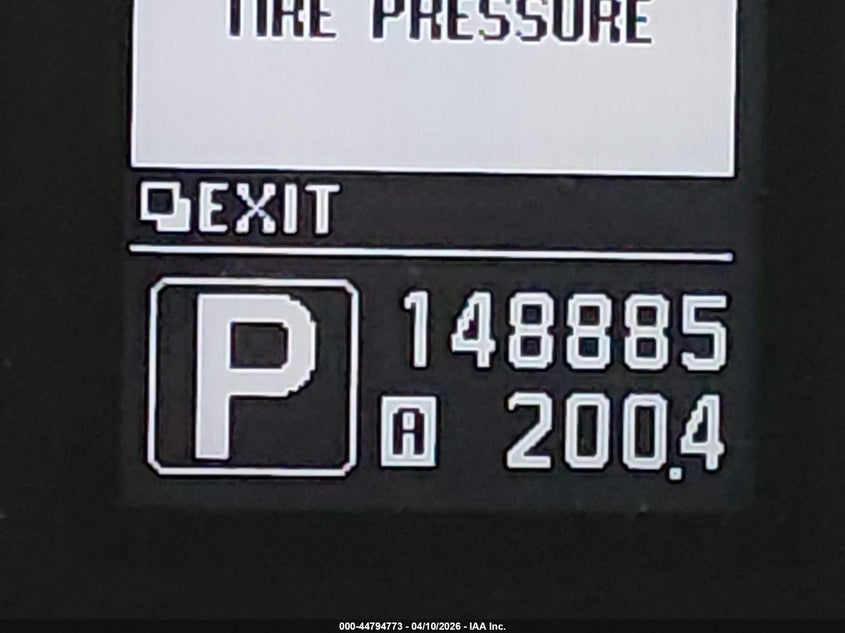 TIRE PRESSURE
EXIT
P
148885
A 200.4
000-44794773 - 04/10/2026 - IAA Inc.